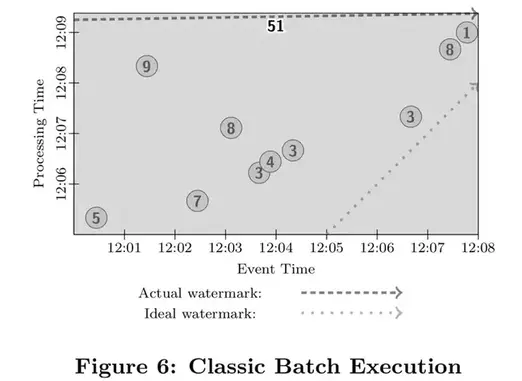 12:09
12:08
12:07
12:06
Processing Time
51
1
8
9
3
8
3
4
3
7
5
12:01 12:02 12:03 12:04 12:05 12:06 12:07 12:08
Event Time
Actual watermark:
Ideal watermark:
Figure 6: Classic Batch Execution